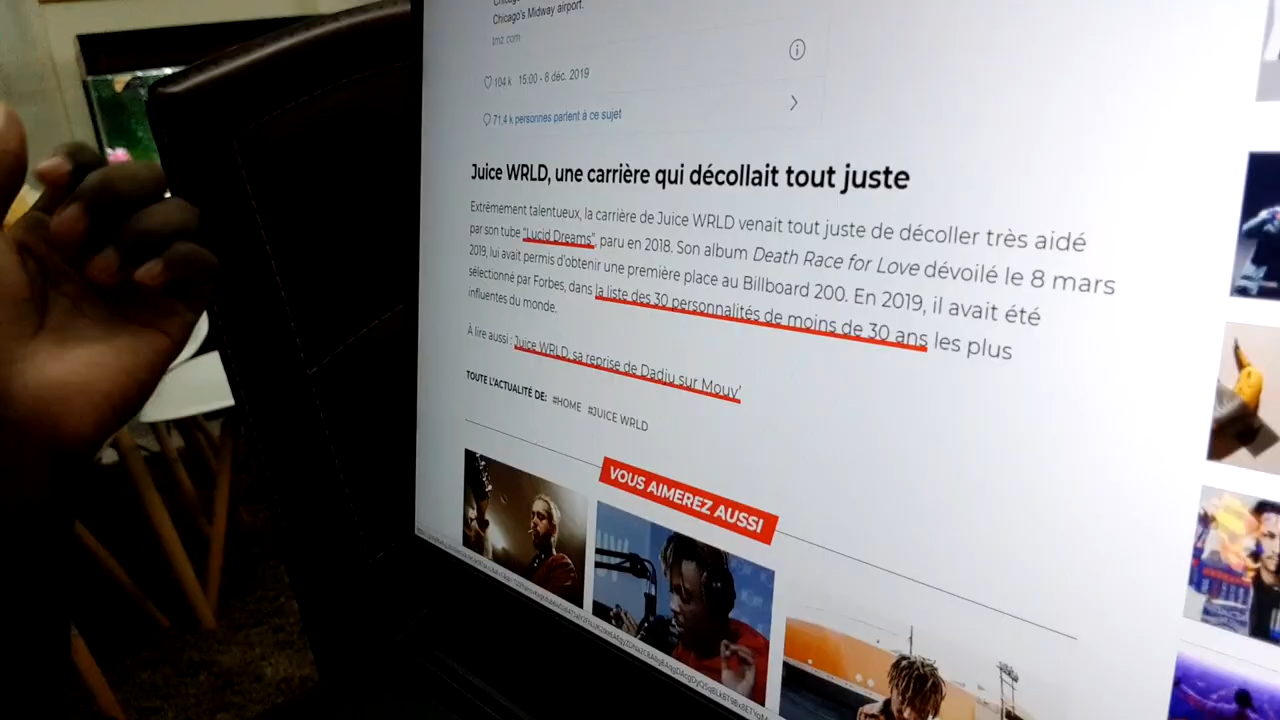 Chicago's Midway airport.
tmz.com
104 k 15:00 - 8 déc. 2019
71,4 k personnes parlent à ce sujet
Juice WRLD, une carrière qui décollait tout juste
Extrêmement talentueux, la carrière de Juice WRLD venait tout juste de décoller très aidé
par son tube "Lucid Dreams", paru en 2018. Son album Death Race for Love dévoilé le 8 mars
2019, lui avait permis d'obtenir une première place au Billboard 200. En 2019, il avait été
sélectionné par Forbes, dans la liste des 30 personnalités de moins de 30 ans les plus
influentes du monde.
À lire aussi : Juice WRLD, sa reprise de Dadju sur Mouv'
TOUTE L'ACTUALITÉ DE: #HOME #JUICE WRLD
VOUS AIMEREZ AUSSI